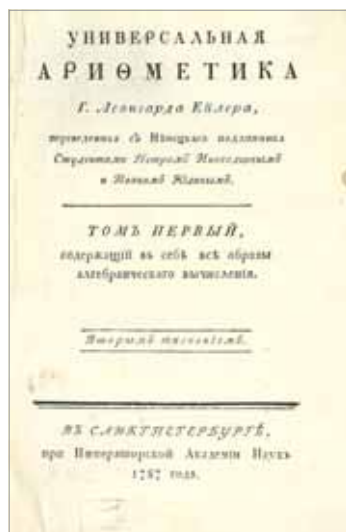 УНИВЕРСАЛЬНАЯ
АРИѲМЕТИКА
Г. Леонгарда Ейлера,
переведенная съ Нѣмецкаго подлинника
Студентами Петромъ Иноходцовымъ
и Иваномъ Юдинымъ.
ТОМЪ ПЕРВЫЙ,
содержащій въ себѣ всѣ образы
алгебраическаго вычисленія.
Вторымъ тисненіемъ.
ВЪ САНКТПЕТЕРБУРГѢ,
при Императорской Академіи Наукъ
1787 года.